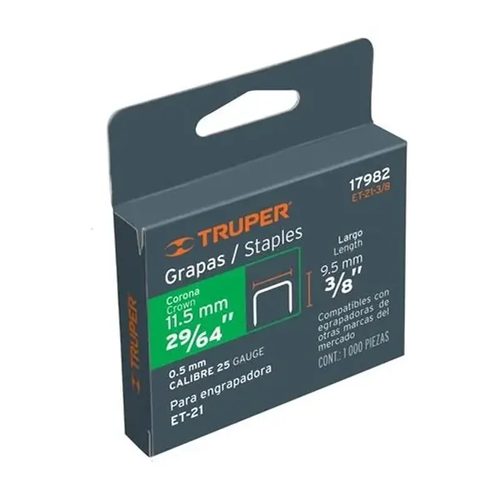 17982
ET-21-3/8
TRUPER
Grapas / Staples
Corona
Crown
11.5 mm
29/64"
Largo
Length
9,5 mm
3/8"
0.5 mm
CALIBRE 25 GAUGE
Para engrapadora
ET-21
Compatibles con
engrapadoras de
otras marcas del
mercado
CONT.: 1 000 PIEZAS
TRUPER